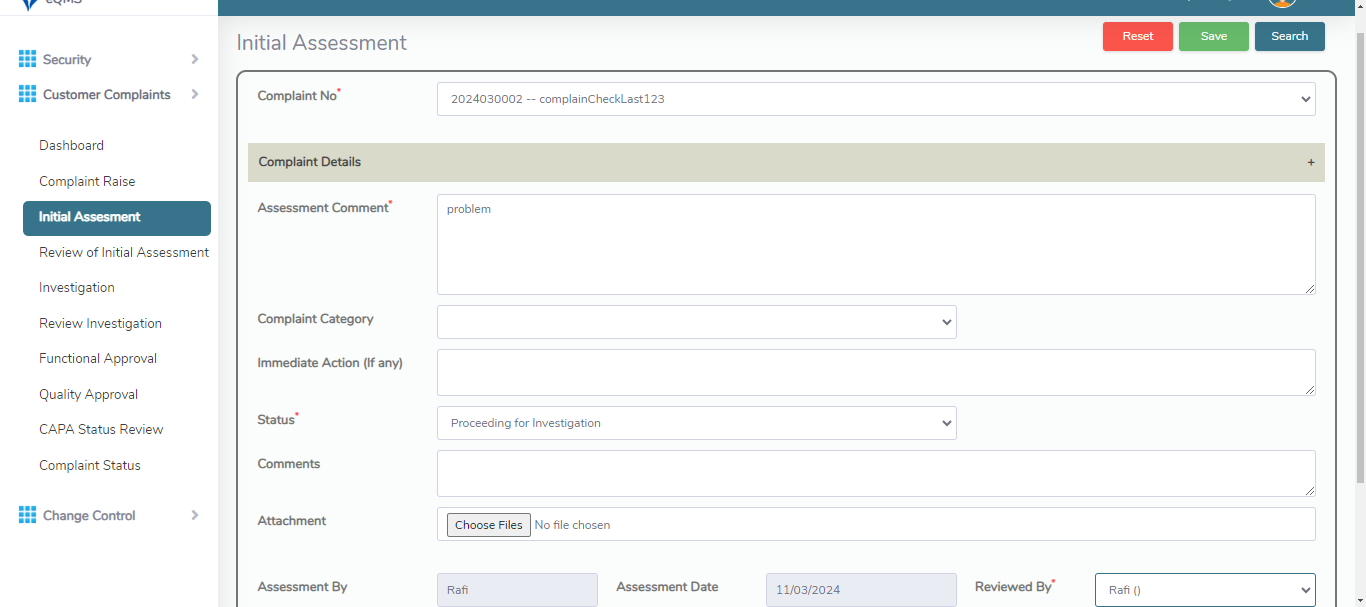 eQMS
Security
Customer Complaints
Dashboard
Complaint Raise
Initial Assesment
Review of Initial Assessment
Investigation
Review Investigation
Functional Approval
Quality Approval
CAPA Status Review
Complaint Status
Change Control
Initial Assessment
Reset Save Search
Complaint No* 2024030002 -- complainCheckLast123
Complaint Details +
Assessment Comment* problem
Complaint Category
Immediate Action (If any)
Status* Proceeding for Investigation
Comments
Attachment Choose Files No file chosen
Assessment By Rafi Assessment Date 11/03/2024 Reviewed By* Rafi ()